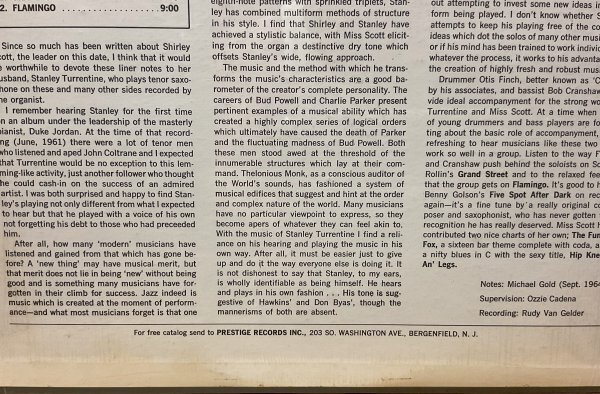 2. FLAMINGO ........................9:00
Since so much has been written about Shirley
cott, the leader on this date, I think that it would
e worthwhile to devote these liner notes to her
usband, Stanley Turrentine, who plays tenor saxo-
hone on these and many other sides recorded by
he organist.
I remember hearing Stanley for the first time
n an album under the leadership of the masterly
ianist, Duke Jordan. At the time of that record-
ng (June, 1961) there were a lot of tenor men
who listened and aped John Coltrane and I expected
hat Turrentine would be no exception to this lem-
ming-like activity, just another follower who thought
he could cash-in on the success of an admired
artist. I was both surprised and happy to find Stan-
ley's playing not only different from what I expected
to hear but that he played with a voice of his own
not forgetting his debt to those who had preceeded
him.
After all, how many 'modern' musicians have
listened and gained from that which has gone be-
fore? A 'new thing' may have musical merit, but
that merit does not lie in being 'new' without being
good and is something many musicians have for-
gotten in their climb for success. Jazz indeed is
music which is created at the moment of perform-
ance—and what most musicians forget is that one
eighth-note patterns with sprinkled triplets, Stan-
ley has combined multiform methods of structure
in his style. I find that Shirley and Stanley have
achieved a stylistic balance, with Miss Scott elicit-
ing from the organ a destinctive dry tone which
offsets Stanley's wide, flowing approach.
The music and the method with which he trans-
forms the music's characteristics are a good ba-
rometer of the creator's complete personality. The
careers of Bud Powell and Charlie Parker present
pertinent examples of a musical ability which has
created a highly complex series of logical orders
which ultimately have caused the death of Parker
and the fluctuating madness of Bud Powell. Both
these men stood awed at the threshold of the
innumerable structures which lay at their com-
mand. Thelonious Monk, as a conscious auditor of
the World's sounds, has fashioned a system of
musical edifices that suggest and hint at the order
and complex nature of the world. Many musicians
have no particular viewpoint to express, so they
become apers of whatever they can feel akin to.
With the music of Stanley Turrentine I find a reli-
ance on his hearing and playing the music in his
own way. After all, it must be easier just to give
up and do it the way everyone else is doing it. It
is not dishonest to say that Stanley, to my ears,
is wholly identifiable as being himself. He hears
and plays in his own fashion . . . His tone is sug-
gestive of Hawkins' and Don Byas', though the
mannerisms of both are absent.
out attempting to invest some new ideas in
form being played. I don't know whether S
attempts to keep his playing free of the co
ideas which dot the solos of many other musi
or if his mind has been trained to work indivi
whatever the process, it works to his advanta
the creation of highly fresh and robust mus
Drummer Otis Finch, better known as 'C
by his associates, and bassist Bob Cranshaw
vide ideal accompaniment for the strong wo
Turrentine and Miss Scott. At a time when
of young drummers and bass players are fo
ting about the basic role of accompaniment,
refreshing to hear musicians like these two
work so well in a group. Listen to the way F
and Cranshaw push behind the soloists on So
Rollin's Grand Street and to the relaxed fee
that the group gets on Flamingo. It's good to h
Benny Golson's Five Spot After Dark on rec
again—it's a fine tune by a really original co
poser and saxophonist, who has never gotten
recognition he has really deserved. Miss Scott h
contributed two nice charters of her own; The Fun
Fox, a sixteen bar theme complete with coda, a
a nifty blues in C with the sexy title, Hip Knee
An' Legs.
Notes: Michael Gold (Sept. 1964
Supervision: Ozzie Cadena
Recording: Rudy Van Gelder
For free catalog send to PRESTIGE RECORDS INC., 203 SO. WASHINGTON AVE., BERGENFIELD, N. J.